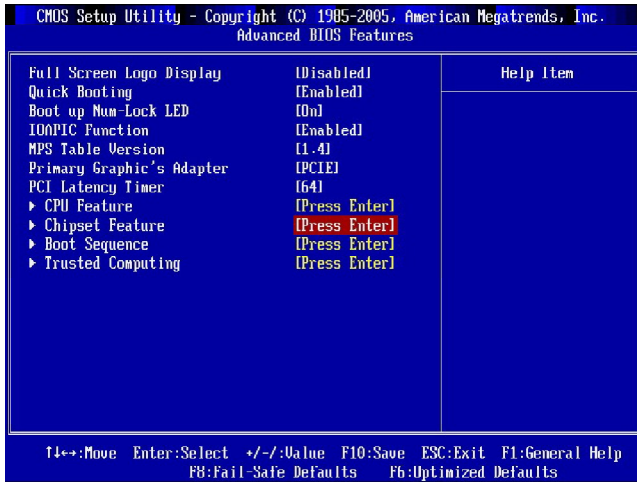 CMOS Setup Utility - Copyright (C) 1985-2005, American Megatrends, Inc.
Advanced BIOS Features
Full Screen Logo Display [Disabled] Help Item
Quick Booting [Enabled]
Boot up Num-Lock LED [On]
IOAPIC Function [Enabled]
MPS Table Version [1.4]
Primary Graphic's Adapter [PCIE]
PCI Latency Timer [64]
▶ CPU Feature [Press Enter]
▶ Chipset Feature [Press Enter]
▶ Boot Sequence [Press Enter]
▶ Trusted Computing [Press Enter]
↑↓←→:Move Enter:Select +/-/:Value F10:Save ESC:Exit F1:General Help
F8:Fail-Safe Defaults F6:Optimized Defaults